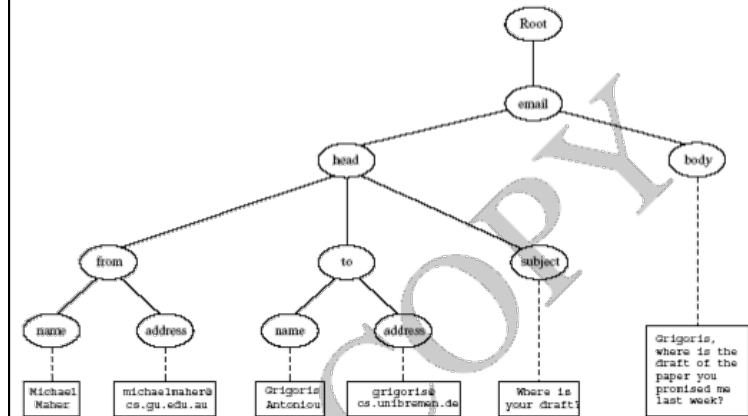 Root
email
head
body
from
to
subject
name
address
name
address
Michael
Maher
michaelmaher@
cs.gu.edu.au
Grigoris
Antoniou
grigoris@
cs.unibremen.de
Where is
your draft?
Grigoris,
where is the
draft of the
paper you
promised me
last week?
COPY